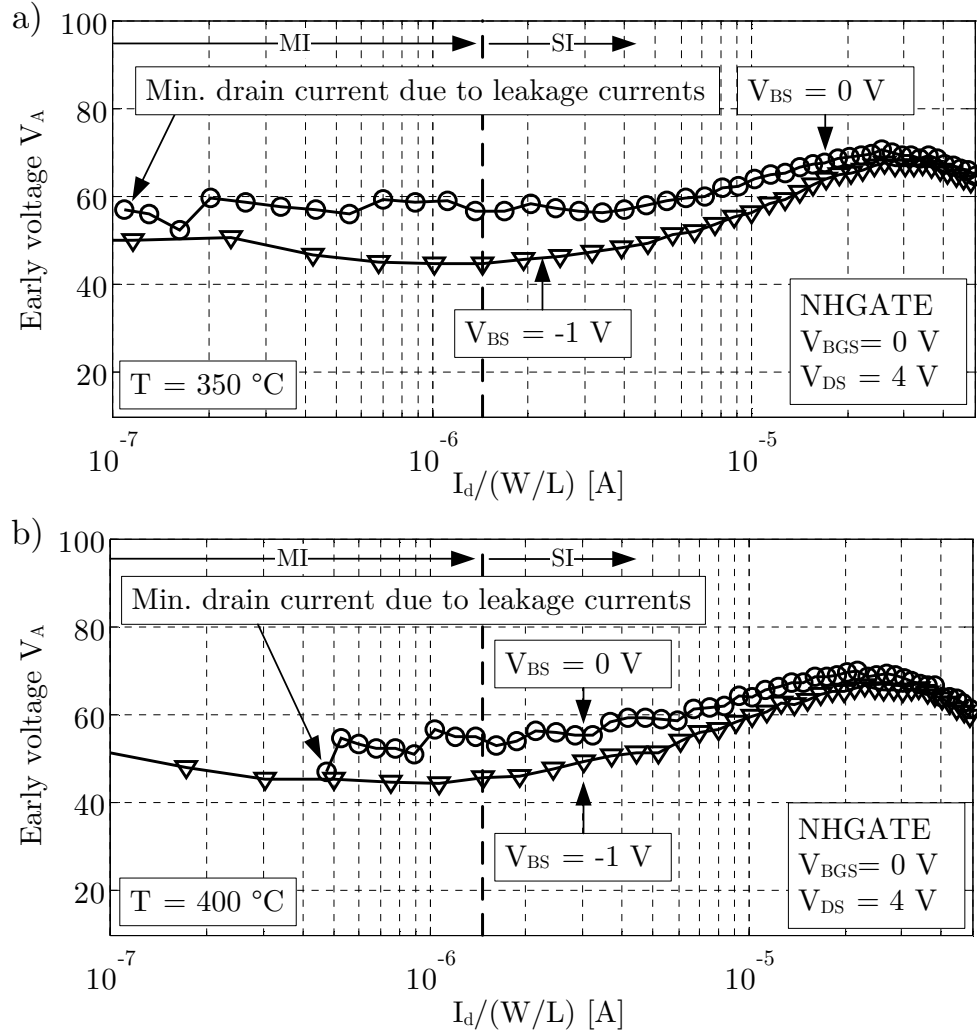 a)
100
MI
SI
Min. drain current due to leakage currents
V_BS = 0 V
80
60
Early voltage V_A
40
V_BS = -1 V
NHGATE
V_BGS= 0 V
V_DS = 4 V
20
T = 350 °C
10^-7
10^-6
10^-5
I_d/(W/L) [A]
b)
100
MI
SI
Min. drain current due to leakage currents
80
V_BS = 0 V
60
Early voltage V_A
40
V_BS = -1 V
NHGATE
V_BGS= 0 V
V_DS = 4 V
20
T = 400 °C
10^-7
10^-6
10^-5
I_d/(W/L) [A]